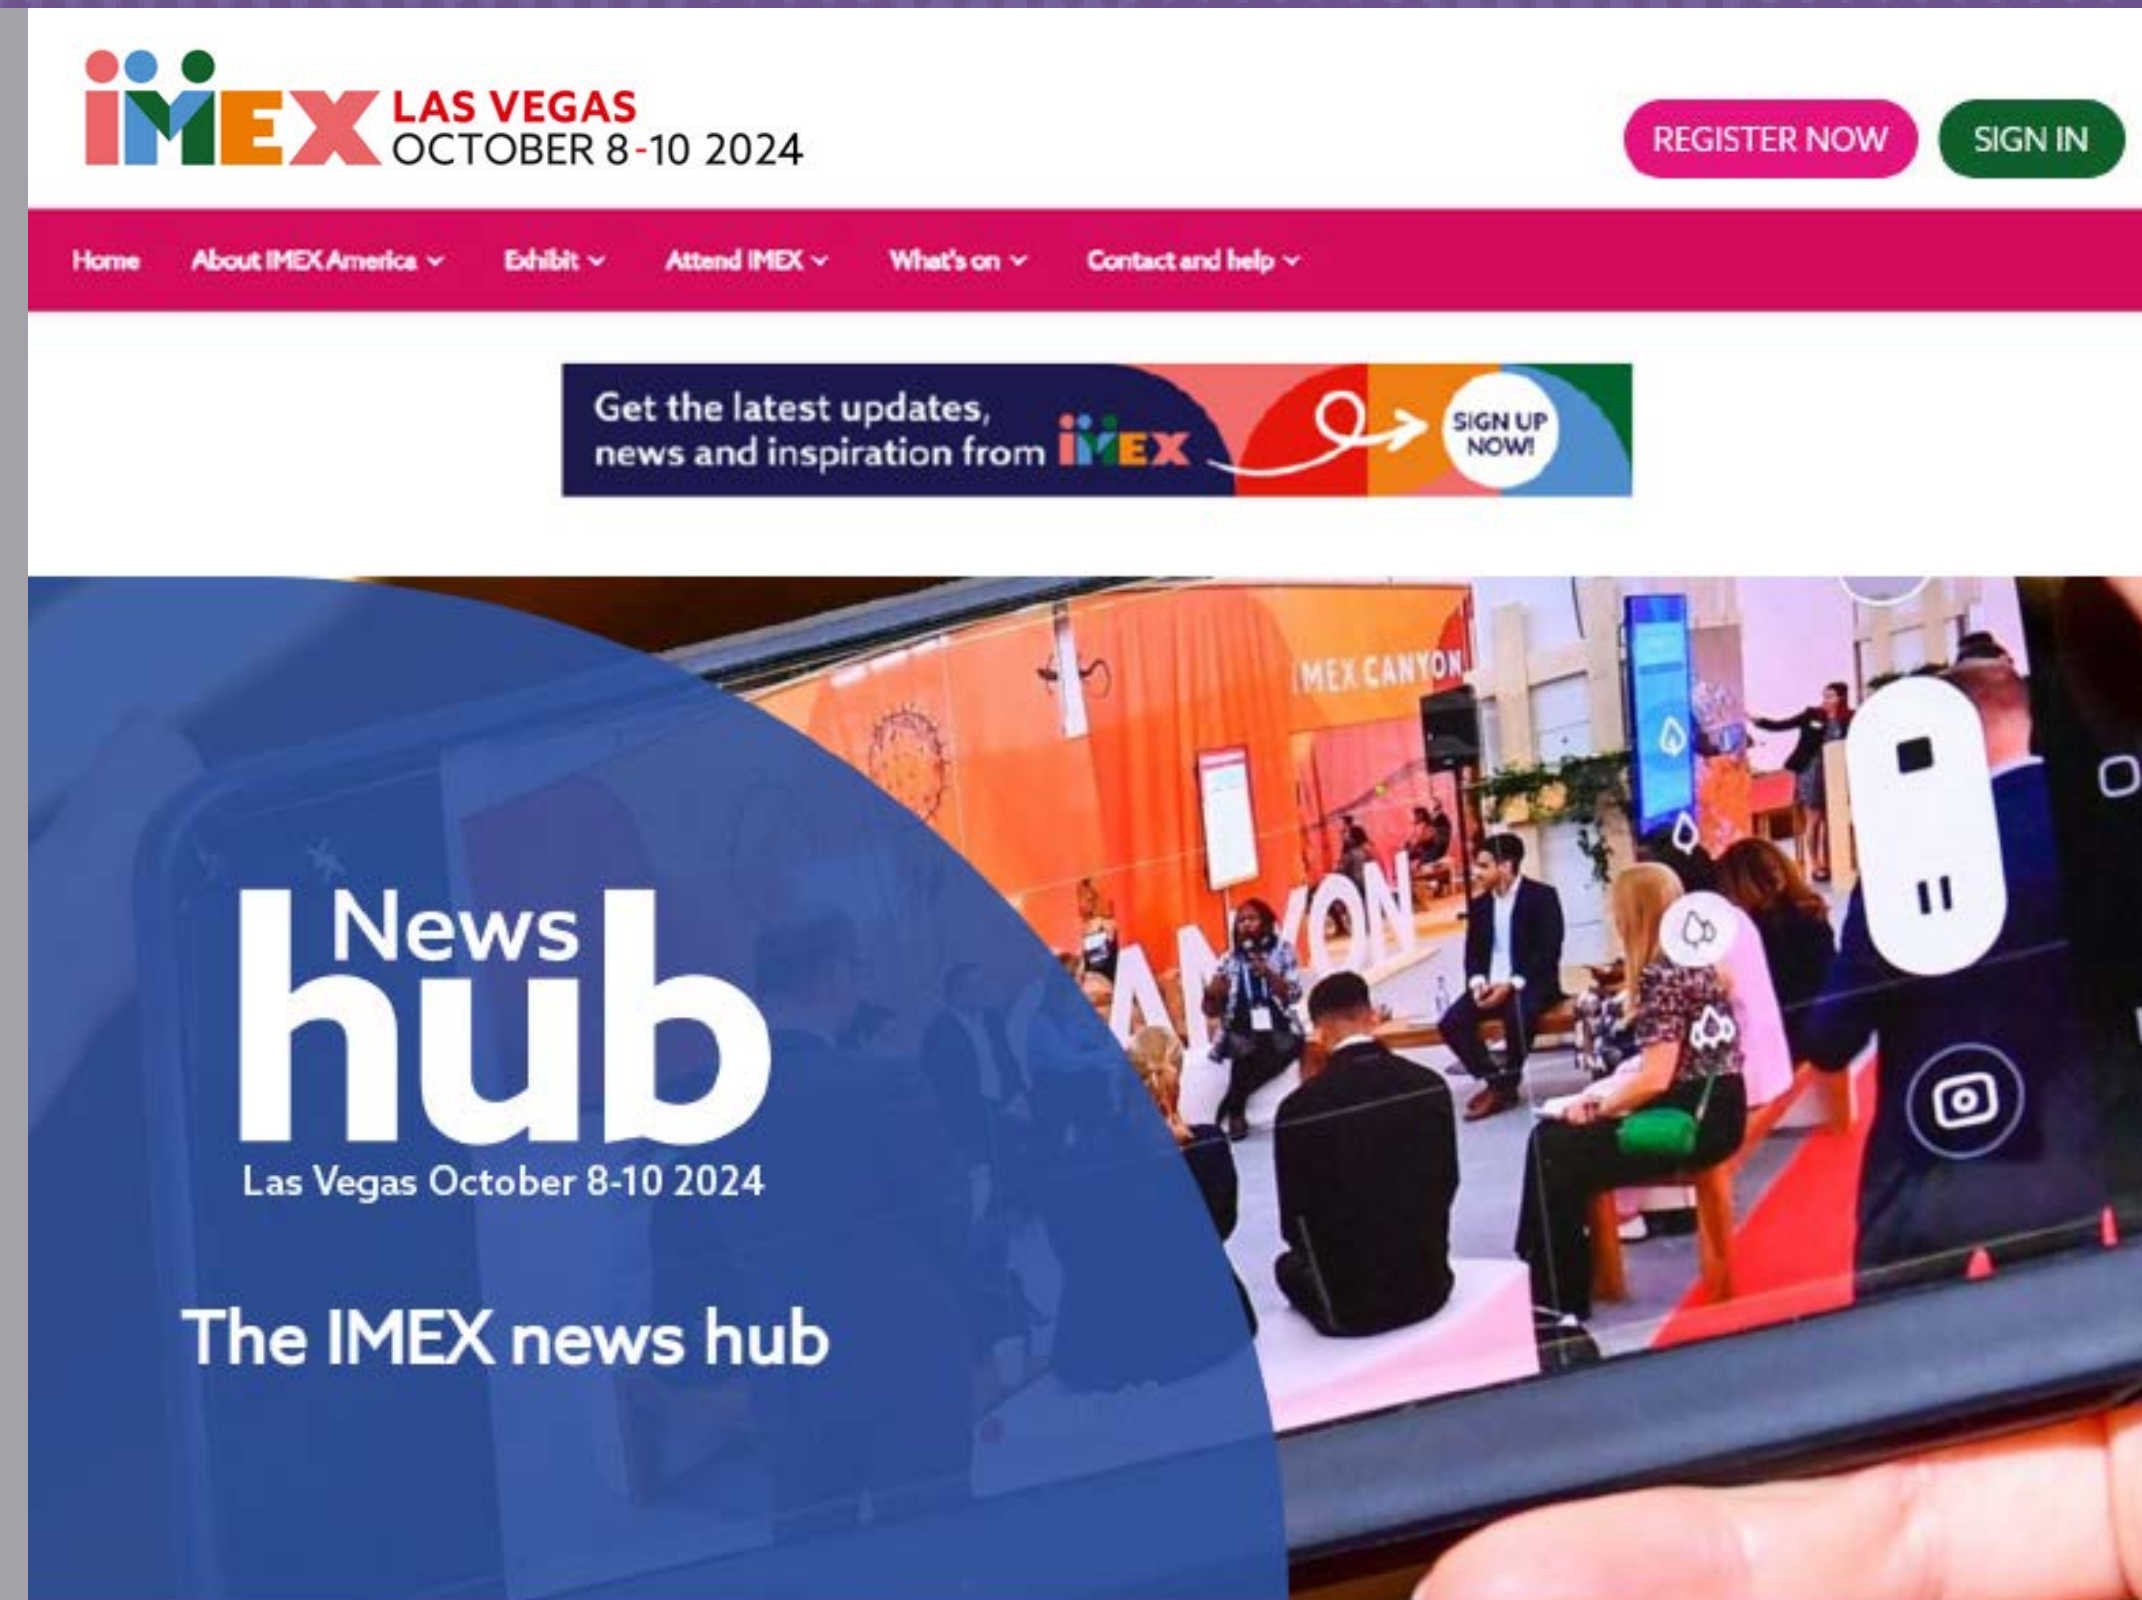 IMEX LAS VEGAS
OCTOBER 8-10 2024
REGISTER NOW
SIGN IN
Home About IMEX America Exhibit Attend IMEX What's on Contact and help
Get the latest updates,
news and inspiration from IMEX
SIGN UP
NOW!
IMEX CANYON
ANYON
News
hub
Las Vegas October 8-10 2024
The IMEX news hub